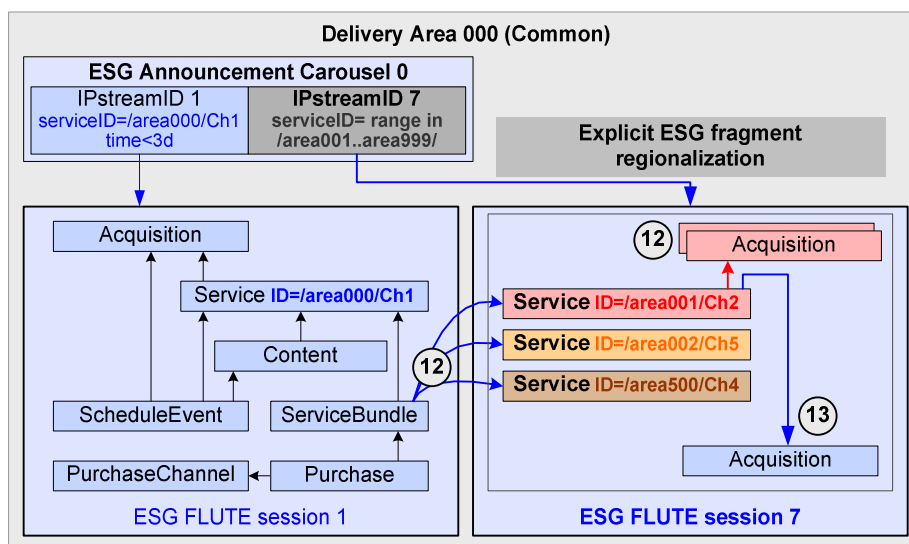 Delivery Area 000 (Common)
ESG Announcement Carousel 0
IPstreamID 1
serviceID=/area000/Ch1
time<3d
IPstreamID 7
serviceID= range in
/area001..area999/
Explicit ESG fragment
regionalization
Acquisition
Service ID=/area000/Ch1
Content
12
ScheduleEvent
ServiceBundle
PurchaseChannel
Purchase
ESG FLUTE session 1
12
Acquisition
Service ID=/area001/Ch2
Service ID=/area002/Ch5
Service ID=/area500/Ch4
13
Acquisition
ESG FLUTE session 7